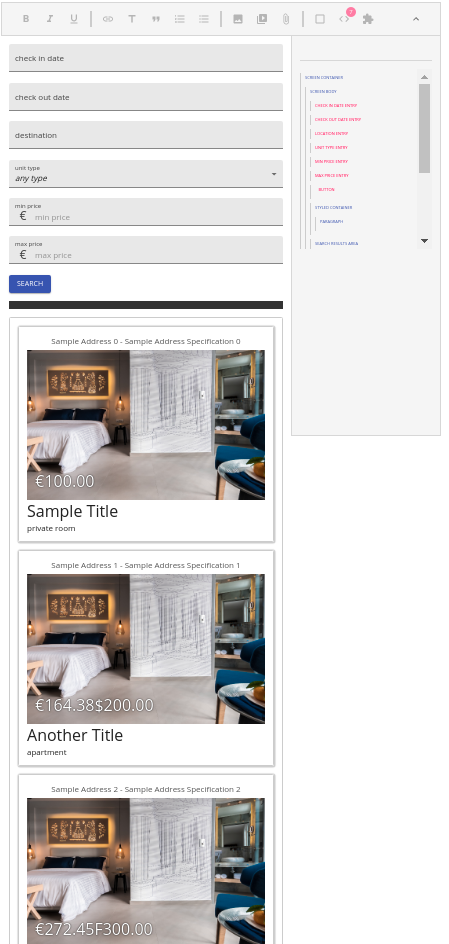 B I U T
7
check in date
check out date
destination
unit type
any type
min price
€ min price
max price
€ max price
SEARCH
SCREEN CONTAINER
SCREEN BODY
CHECK IN DATE ENTRY
CHECK OUT DATE ENTRY
LOCATION ENTRY
UNIT TYPE ENTRY
MIN PRICE ENTRY
MAX PRICE ENTRY
BUTTON
STYLED CONTAINER
PARAGRAPH
SEARCH RESULTS AREA
Sample Address 0 - Sample Address Specification 0
€100.00
Sample Title
private room
Sample Address 1 - Sample Address Specification 1
€164.38$200.00
Another Title
apartment
Sample Address 2 - Sample Address Specification 2
€272.45F300.00